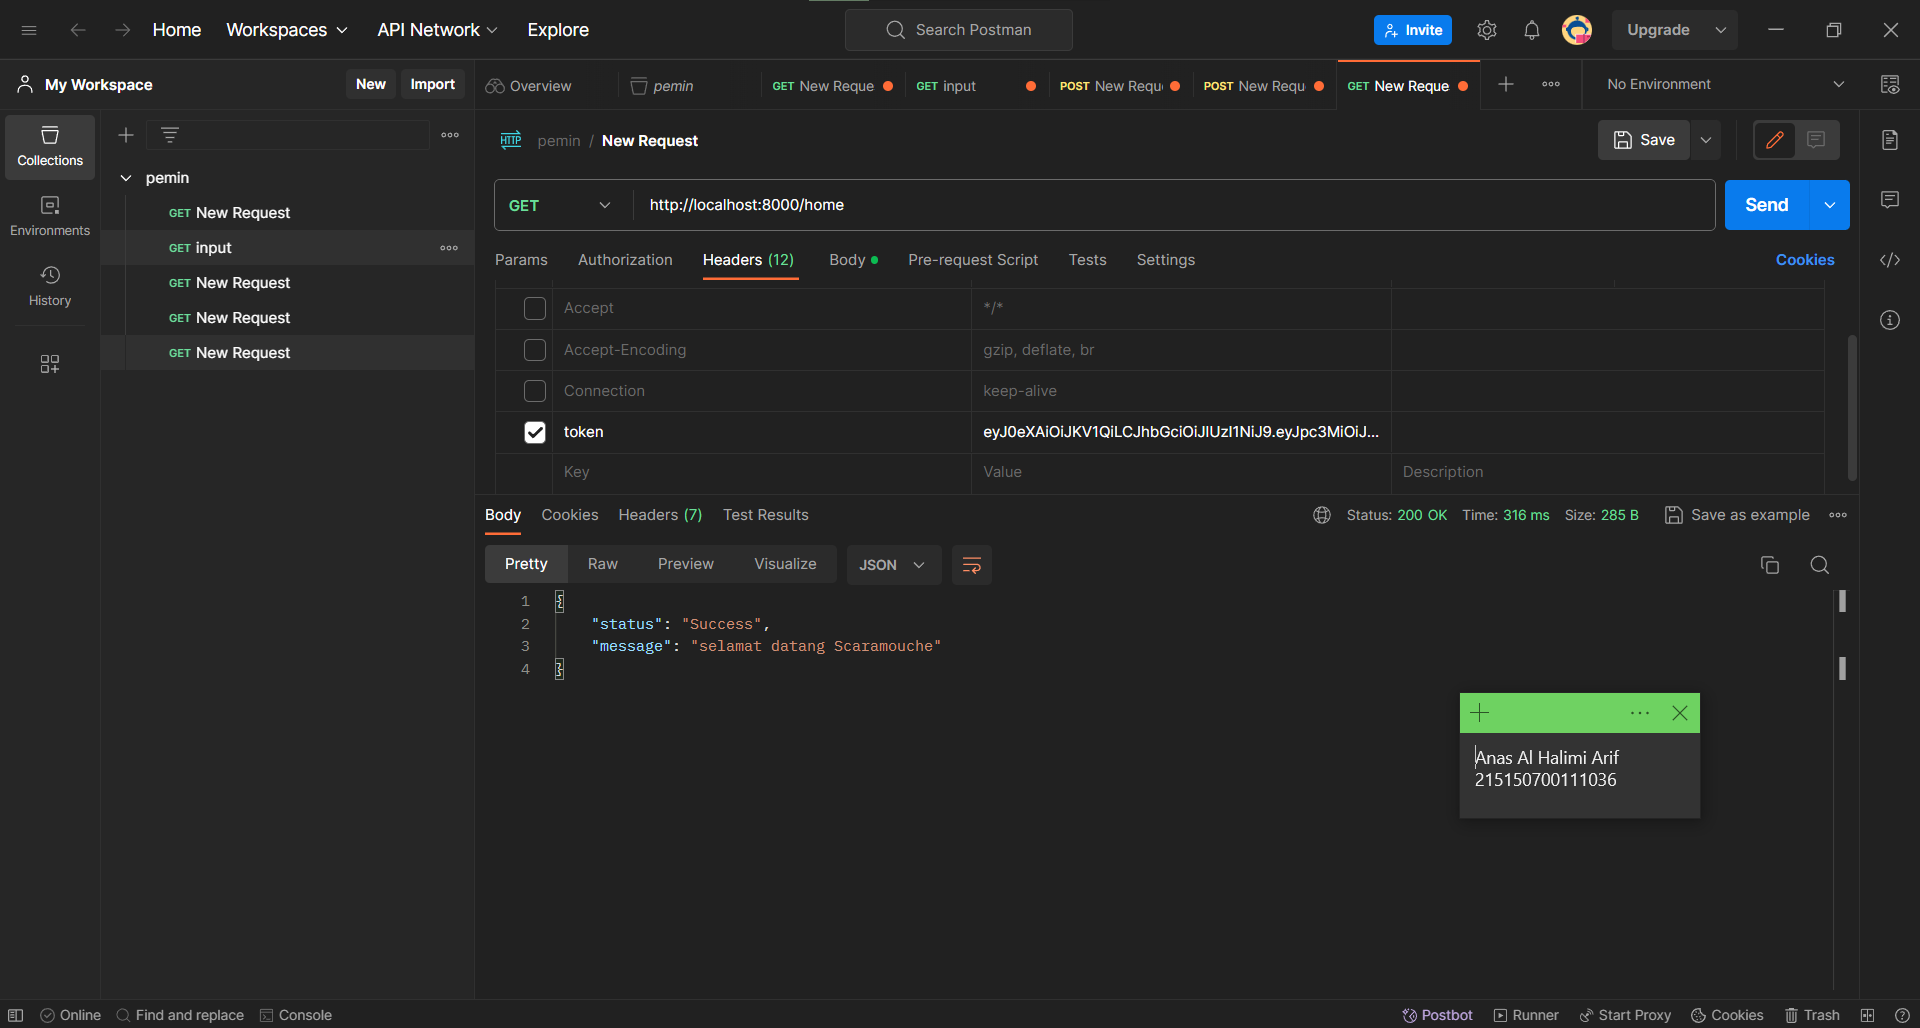 Home Workspaces API Network Explore Search Postman Invite Upgrade
My Workspace New Import
Overview pemin GET New Reque GET input POST New Requ POST New Requ GET New Reque No Environment
Collections
Environments
History
pemin
GET New Request
GET input
GET New Request
GET New Request
GET New Request
HTTP pemin / New Request Save
GET http://localhost:8000/home Send
Params Authorization Headers (12) Body Pre-request Script Tests Settings Cookies
Accept */*
Accept-Encoding gzip, deflate, br
Connection keep-alive
token eyJ0eXAiOiJKV1QiLCJhbGciOiJIUzI1NiJ9.eyJpc3MiOiJ...
Key Value Description
Body Cookies Headers (7) Test Results Status: 200 OK Time: 316 ms Size: 285 B Save as example
Pretty Raw Preview Visualize JSON
1 {
2 "status": "Success",
3 "message": "selamat datang Scaramouche"
4 }
Anas Al Halimi Arif
215150700111036
Online Find and replace Console Postbot Runner Start Proxy Cookies Trash